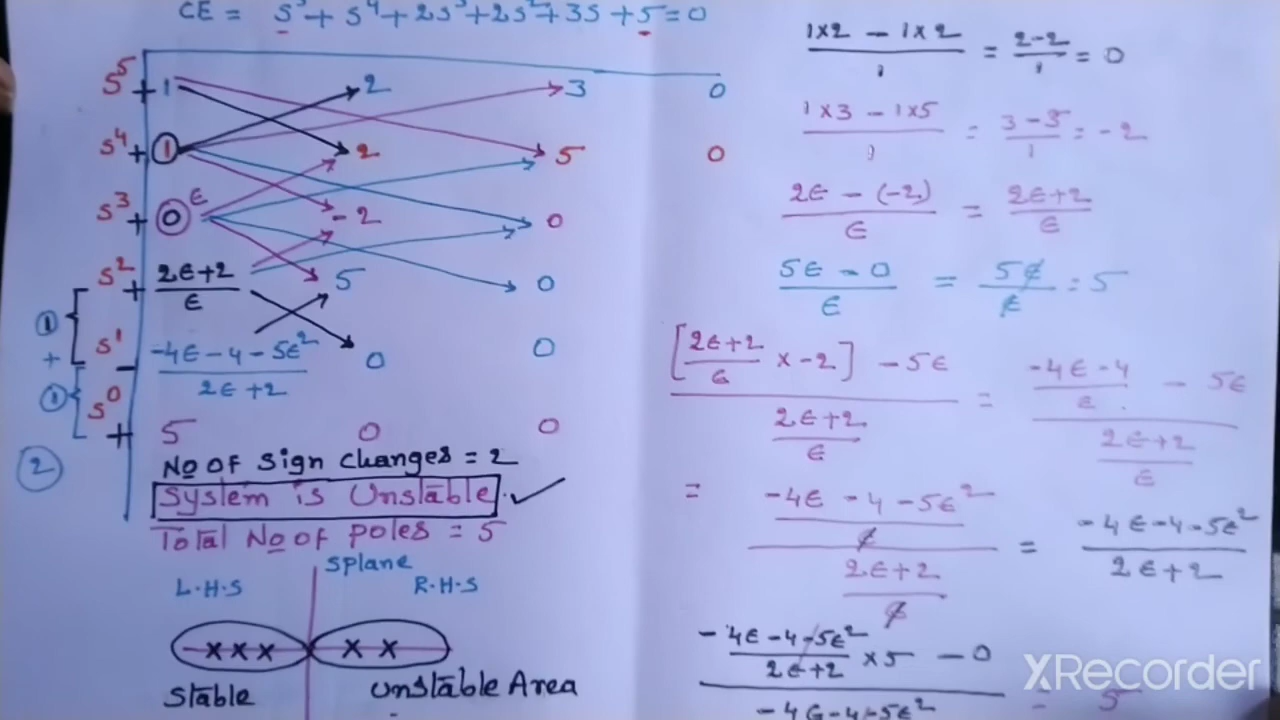 CE = S⁵ + S⁴ + 2S³ + 2S² + 3S + 5 = 0
S⁵ + 1 2 3 0
S⁴ + 1 2 5 0
S³ + 0 ϵ -2 0
S² + (2ϵ+2)/ϵ 5 0
S¹ - (-4ϵ-4-5ϵ²)/(2ϵ+2) 0 0
S⁰ + 5 0 0
① + ①
②
No of sign changes = 2
System is Unstable ✓
Total No of poles = 5
Splane
L.H.S R.H.S
x x x x x
Stable Unstable Area
(1x2 - 1x2)/1 = (2-2)/1 = 0
(1x3 - 1x5)/1 = (3-5)/1 = -2
(2ϵ - (-2))/ϵ = (2ϵ+2)/ϵ
(5ϵ - 0)/ϵ = 5ϵ/ϵ = 5
([(2ϵ+2)/ϵ x -2] - 5ϵ)/((2ϵ+2)/ϵ) = ((-4ϵ-4)/ϵ - 5ϵ)/((2ϵ+2)/ϵ)
= ((-4ϵ-4-5ϵ²)/ϵ)/((2ϵ+2)/ϵ) = (-4ϵ-4-5ϵ²)/(2ϵ+2)
((-4ϵ-4-5ϵ²)/(2ϵ+2) x5 - 0)/(-4ϵ-4-5ϵ²) = 5
XRecorder